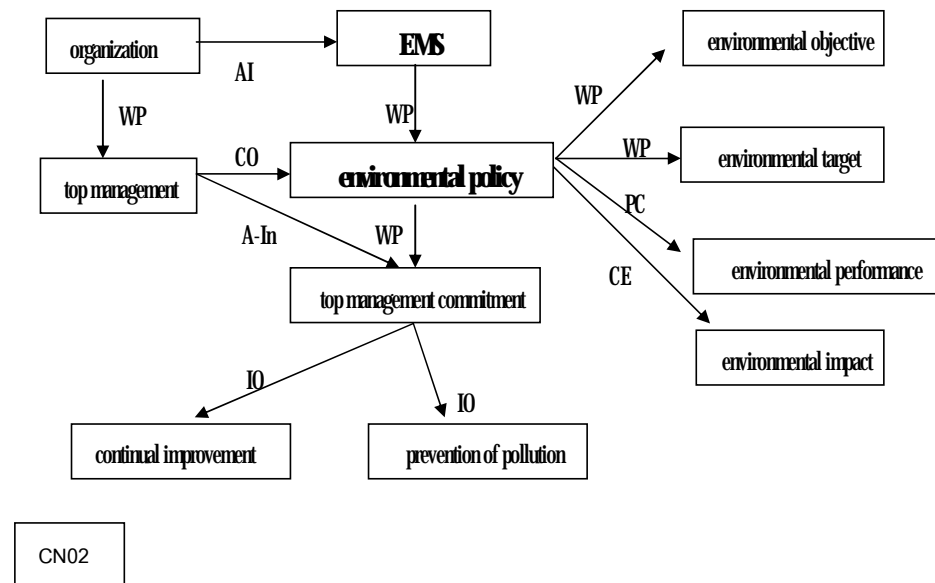 organization
EMS
environmental objective
AI
WP
WP
WP
WP
CO
environmental policy
environmental target
top management
PC
A-In
WP
environmental performance
CE
top management commitment
environmental impact
IO
IO
continual improvement
prevention of pollution
CN02